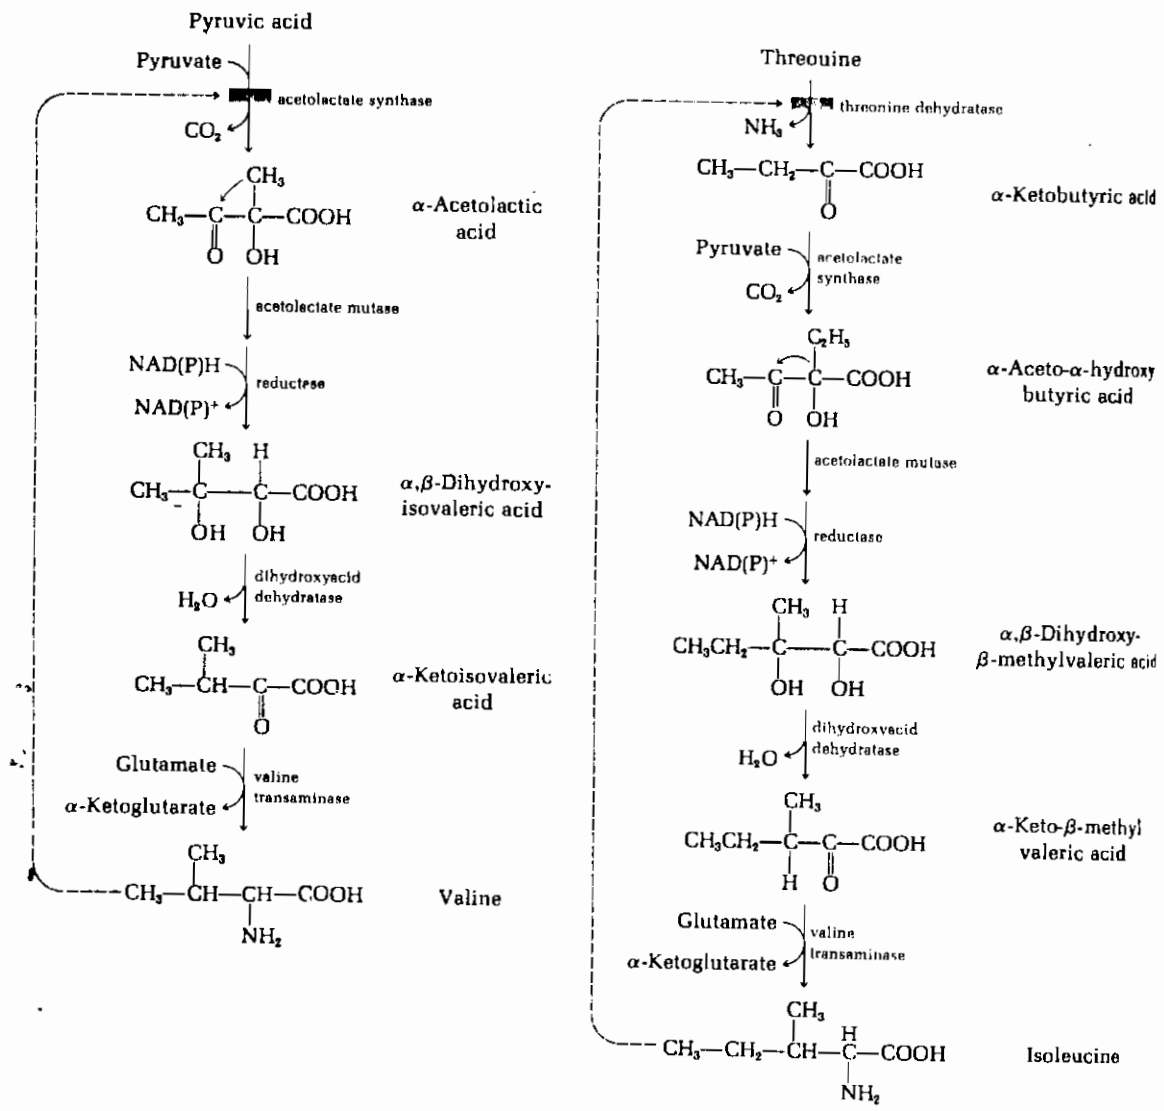 Pyruvic acid
Pyruvate
acetolactate synthase
CO₂
CH₃
CH₃—C—C—COOH
O OH
α-Acetolactic
acid
acetolactate mutase
NAD(P)H
reductase
NAD(P)⁺
CH₃ H
CH₃—C—C—COOH
OH OH
α,β-Dihydroxy-
isovaleric acid
dihydroxyacid
dehydratase
H₂O
CH₃
CH₃—CH—C—COOH
O
α-Ketoisovaleric
acid
Glutamate
valine
transaminase
α-Ketoglutarate
CH₃
CH₃—CH—CH—COOH
NH₂
Valine
Threouine
threonine dehydratase
NH₃
CH₃—CH₂—C—COOH
O
α-Ketobutyric acid
Pyruvate
acetolactate
synthase
CO₂
C₂H₅
CH₃—C—C—COOH
O OH
α-Aceto-α-hydroxy
butyric acid
acetolactate mutase
NAD(P)H
reductase
NAD(P)⁺
CH₃ H
CH₃CH₂—C—C—COOH
OH OH
α,β-Dihydroxy-
β-methylvaleric acid
dihydroxyacid
dehydratase
H₂O
CH₃
CH₃CH₂—C—C—COOH
H O
α-Keto-β-methyl
valeric acid
Glutamate
valine
transaminase
α-Ketoglutarate
CH₃
H
CH₃—CH₂—CH—C—COOH
NH₂
Isoleucine